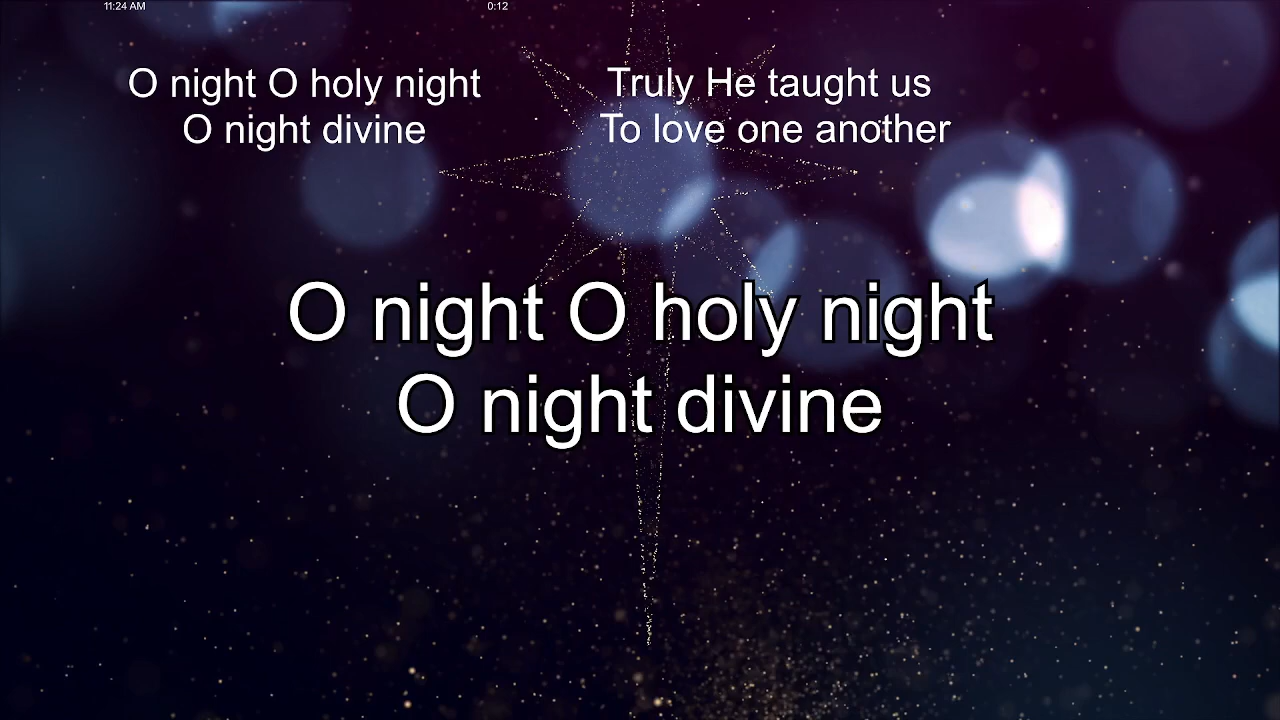 11:24 AM
0:12
O night O holy night
O night divine
Truly He taught us
To love one another
O night O holy night
O night divine